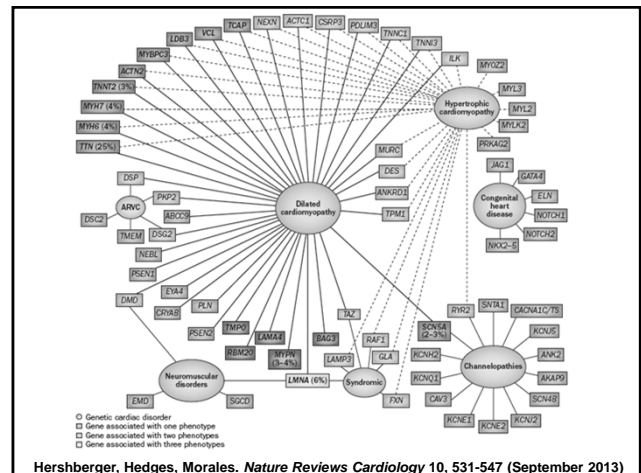 TCAP
NEXN
ACTC1
CSRP3
PDLIM3
VCL
LDB3
TNNC1
MYBPC3
TNNI3
ACTN2
ILK
TNNT2 (3%)
MYOZ2
MYH7 (4%)
MYL3
Hypertrophic
cardiomyopathy
MYL2
MYH6 (4%)
MYLK2
TTN (25%)
PRKAG2
MURC
JAG1
DSP
DES
GATA4
PKP2
ANKRD1
ELN
ARVC
Dilated
cardiomyopathy
Congenital
heart
disease
ABCC9
TPM1
NOTCH1
DSC2
DSG2
NOTCH2
TMEM
NKX2-5
NEBL
PSEN1
EYA4
DMD
PLN
TAZ
SCN5A
(2–3%)
RYR2
SNTA1
CACNA1C/TS
CRYAB
TMPO
PSEN2
LAMA4
BAG3
RAF1
KCNJ5
RBM20
MYPN
(3–4%)
LAMP3
GLA
KCNH2
ANK2
Neuromuscular
disorders
LMNA (6%)
Syndromic
KCNQ1
Channelopathies
AKAP9
FXN
CAV3
SCN4B
EMD
SGCD
KCNE1
KCNE2
KCNJ2
Genetic cardiac disorder
Gene associated with one phenotype
Gene associated with two phenotypes
Gene associated with three phenotypes
Hershberger, Hedges, Morales. Nature Reviews Cardiology 10, 531-547 (September 2013)